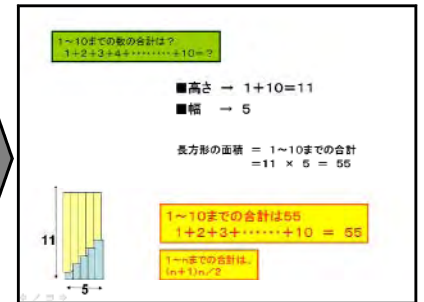 1~10までの数の合計は?
1+2+3+4+‥‥‥‥+10=?
■高さ → 1+10=11
■幅 → 5
長方形の面積 = 1~10までの合計
=11 × 5 = 55
11
5
1~10までの合計は55
1+2+3+‥‥‥+10 = 55
1~nまでの合計は、
(n+1)n/2